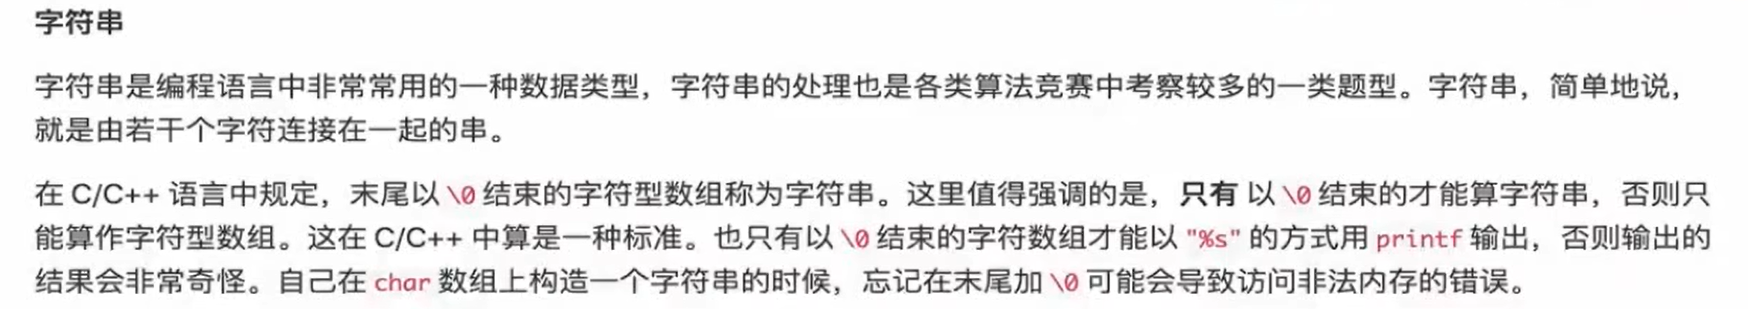 字符串
字符串是编程语言中非常常用的一种数据类型，字符串的处理也是各类算法竞赛中考察较多的一类题型。字符串，简单地说，
就是由若干个字符连接在一起的串。
在 C/C++ 语言中规定，末尾以 \0 结束的字符型数组称为字符串。这里值得强调的是，只有 以 \0 结束的才能算字符串，否则只
能算作字符型数组。这在 C/C++ 中算是一种标准。也只有以 \0 结束的字符数组才能以 "%s" 的方式用 printf 输出，否则输出的
结果会非常奇怪。自己在 char 数组上构造一个字符串的时候，忘记在末尾加 \0 可能会导致访问非法内存的错误。